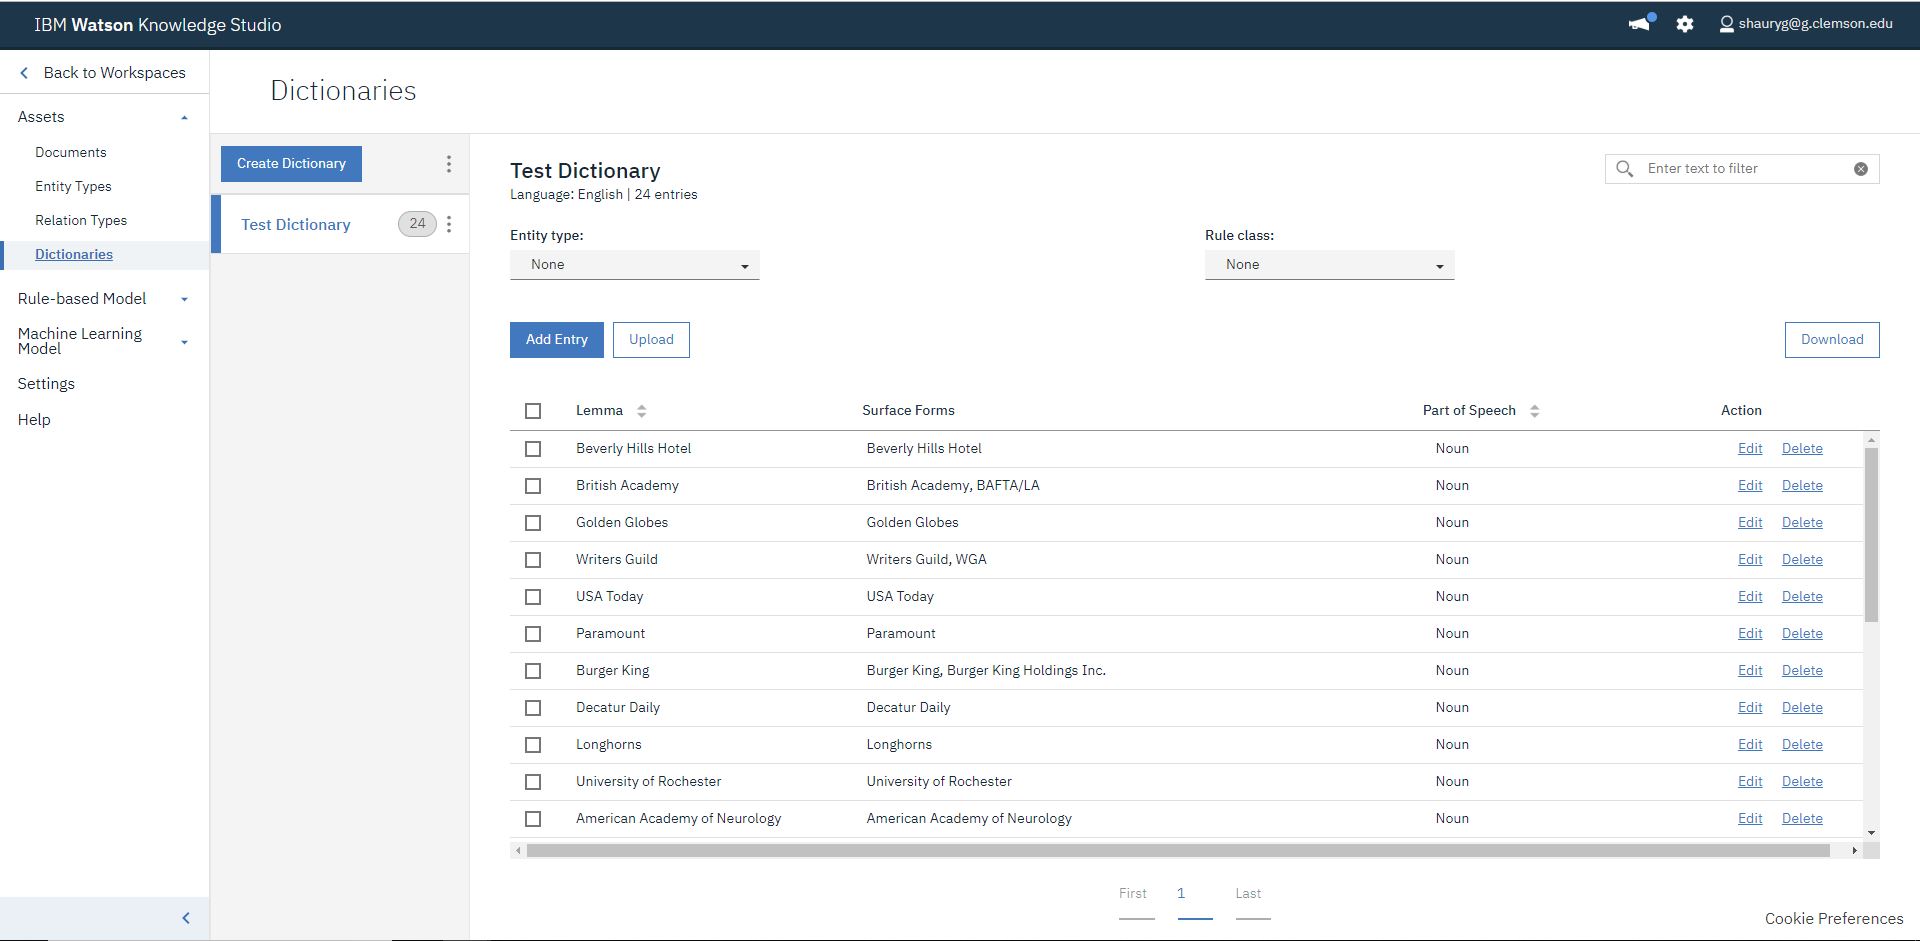 IBM Watson Knowledge Studio
shauryg@g.clemson.edu
Back to Workspaces
Assets
Documents
Entity Types
Relation Types
Dictionaries
Rule-based Model
Machine Learning
Model
Settings
Help
Dictionaries
Create Dictionary
Test Dictionary 24
Test Dictionary
Language: English | 24 entries
Enter text to filter
Entity type:
None
Rule class:
None
Add Entry Upload Download
Lemma Surface Forms Part of Speech Action
Beverly Hills Hotel Beverly Hills Hotel Noun Edit Delete
British Academy British Academy, BAFTA/LA Noun Edit Delete
Golden Globes Golden Globes Noun Edit Delete
Writers Guild Writers Guild, WGA Noun Edit Delete
USA Today USA Today Noun Edit Delete
Paramount Paramount Noun Edit Delete
Burger King Burger King, Burger King Holdings Inc. Noun Edit Delete
Decatur Daily Decatur Daily Noun Edit Delete
Longhorns Longhorns Noun Edit Delete
University of Rochester University of Rochester Noun Edit Delete
American Academy of Neurology American Academy of Neurology Noun Edit Delete
First 1 Last
Cookie Preferences